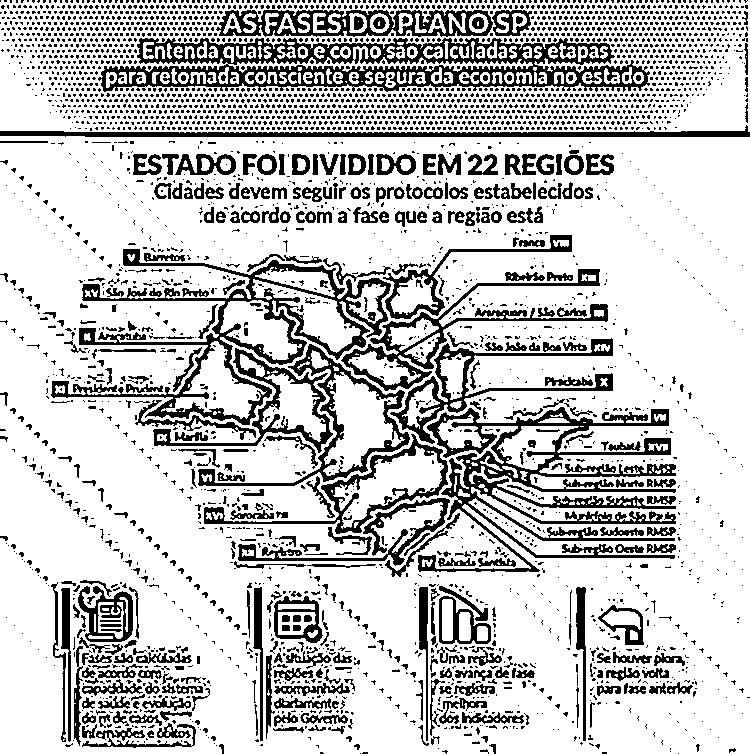 AS FASES DO PLANO SP
Entenda quais são e como são calculadas as etapas
para retomada consciente e segura da economia no estado
ESTADO FOI DIVIDIDO EM 22 REGIÕES
Cidades devem seguir os protocolos estabelecidos
de acordo com a fase que a região está
Franca VIII
V Barretos
Ribeirão Preto XIII
XV São José do Rio Preto
Araraquara / São Carlos III
II Araçatuba
São João da Boa Vista XIV
XI Presidente Prudente
Piracicaba X
Campinas VII
IX Marília
Taubaté XVII
Sub-região Leste RMSP
VI Bauru
Sub-região Norte RMSP
Sub-região Sudeste RMSP
XVI Sorocaba
Município de São Paulo
Sub-região Sudoeste RMSP
XII Registro
Sub-região Oeste RMSP
IV Baixada Santista
Fases são calculadas
de acordo com
capacidade do sistema
de saúde e evolução
do nº de casos,
internações e óbitos
A situação das
regiões é
acompanhada
diariamente
pelo Governo
Uma região
só avança de fase
se registra
melhora
dos indicadores
Se houver piora,
a região volta
para fase anterior